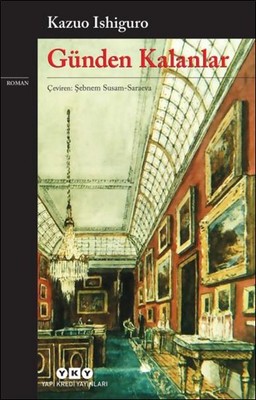 Kazuo Ishiguro
Günden Kalanlar
ROMAN
Çeviren: Şebnem Susam-Saraeva
YKY
YAPI KREDİ YAYINLARI